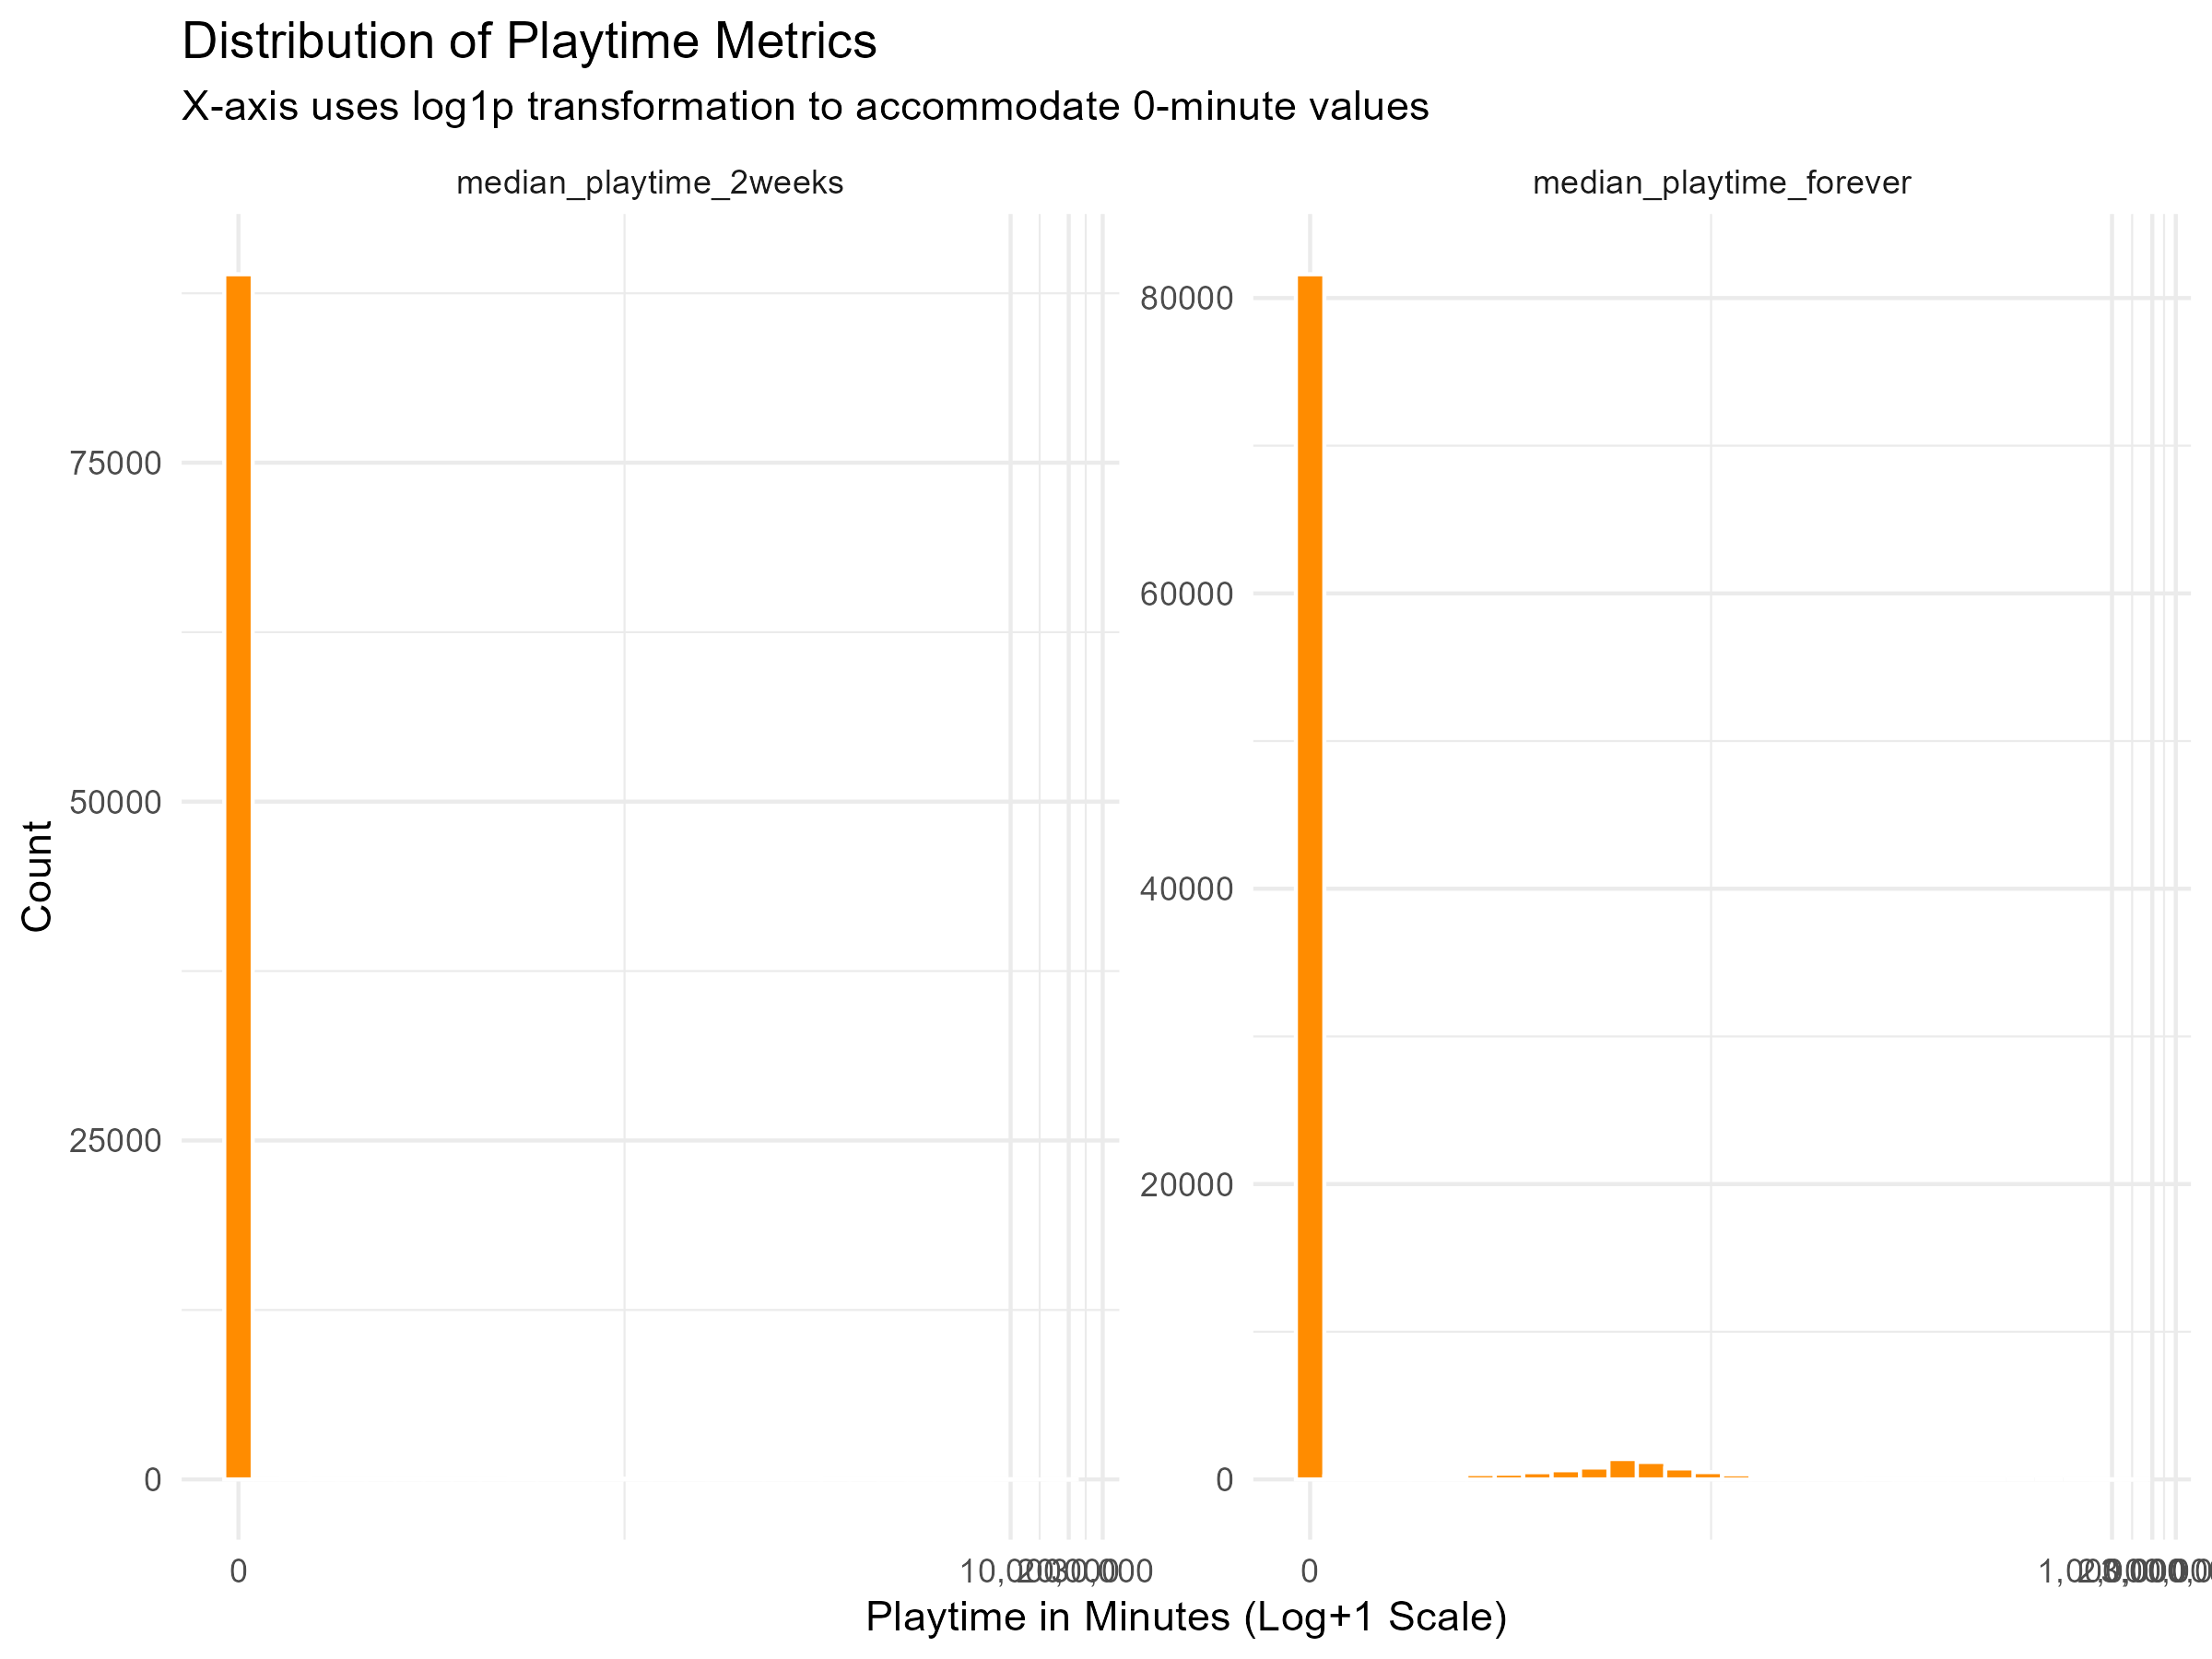 Distribution of Playtime Metrics
X-axis uses log1p transformation to accommodate 0-minute values
median_playtime_2weeks
median_playtime_forever
Count
75000
50000
25000
0
80000
60000
40000
20000
0
0
0
Playtime in Minutes (Log+1 Scale)